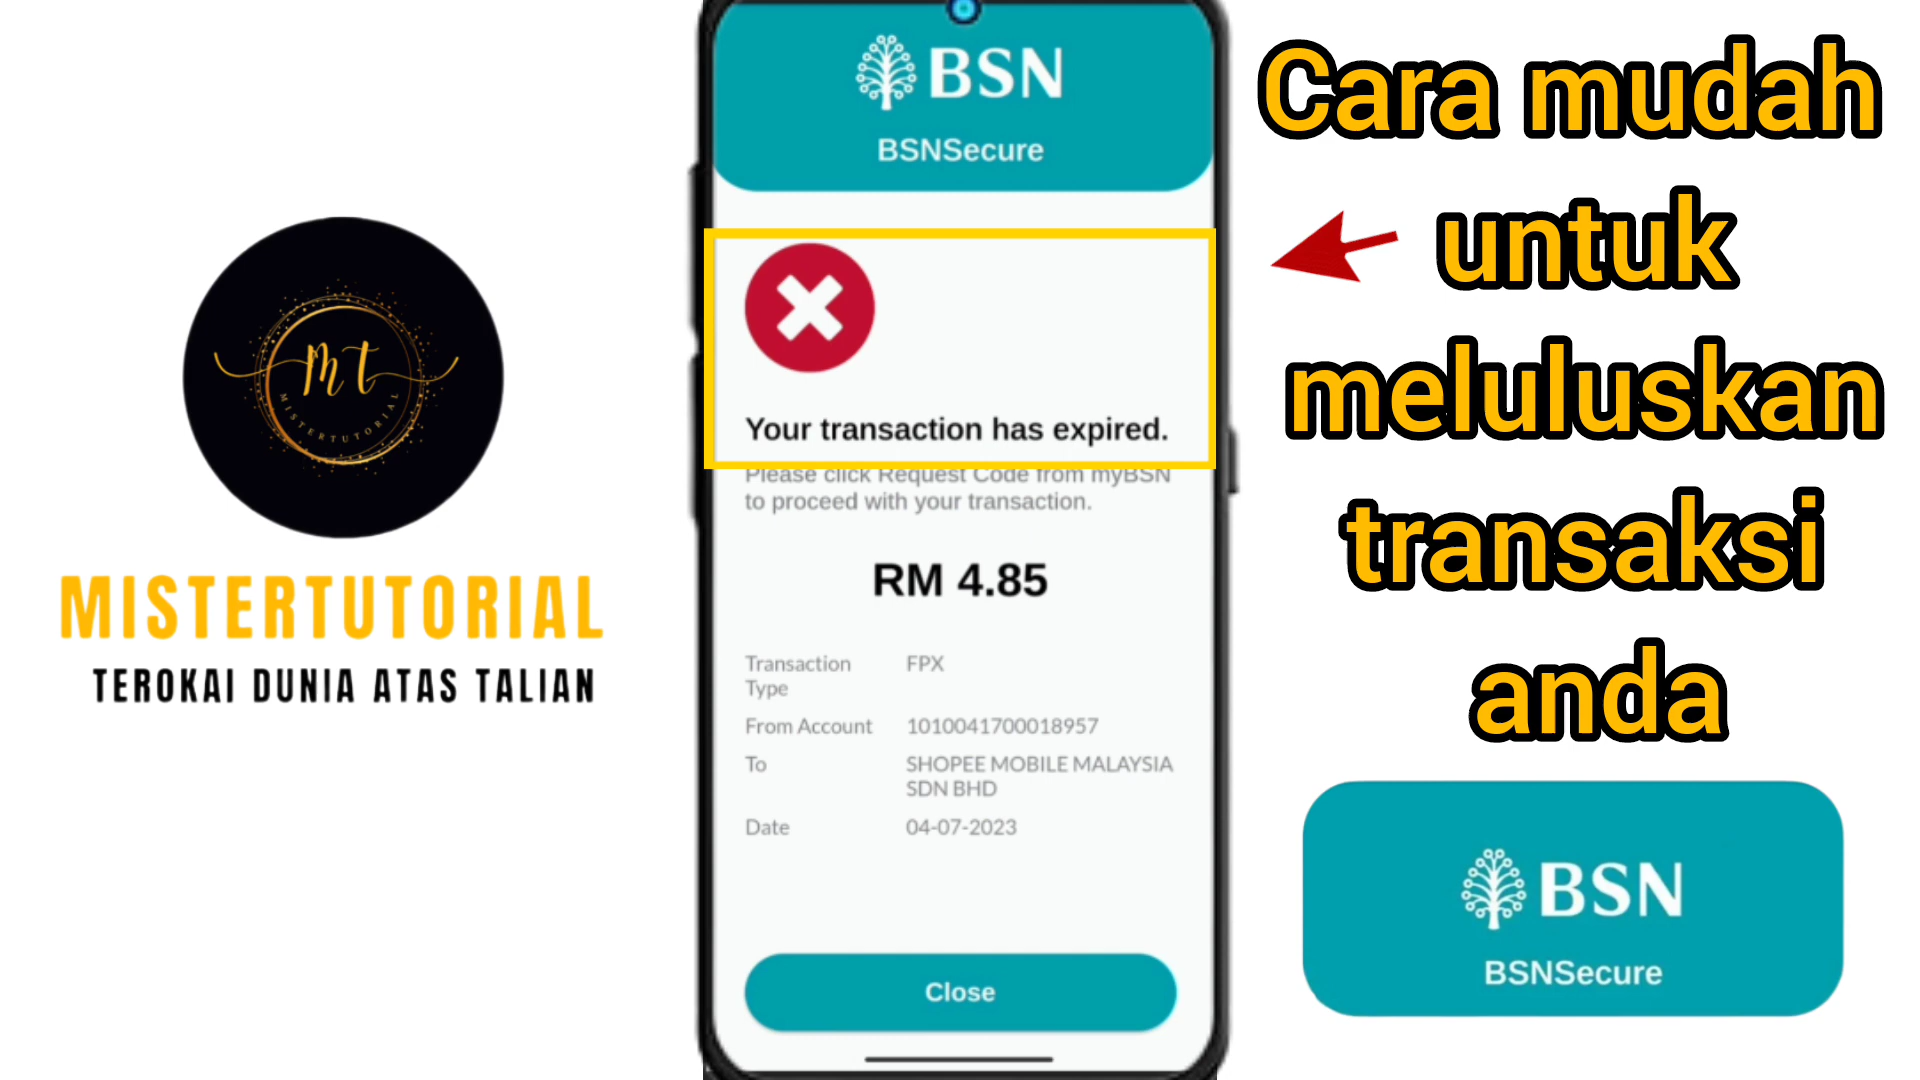 MT
MISTERTUTORIAL
MISTERTUTORIAL
TEROKAI DUNIA ATAS TALIAN
BSN
BSNSecure
Your transaction has expired.
Please click Request Code from myBSN
to proceed with your transaction.
RM 4.85
Transaction Type
FPX
From Account
1010041700018957
To
SHOPEE MOBILE MALAYSIA
SDN BHD
Date
04-07-2023
Close
Cara mudah
untuk
meluluskan
transaksi
anda
BSN
BSNSecure